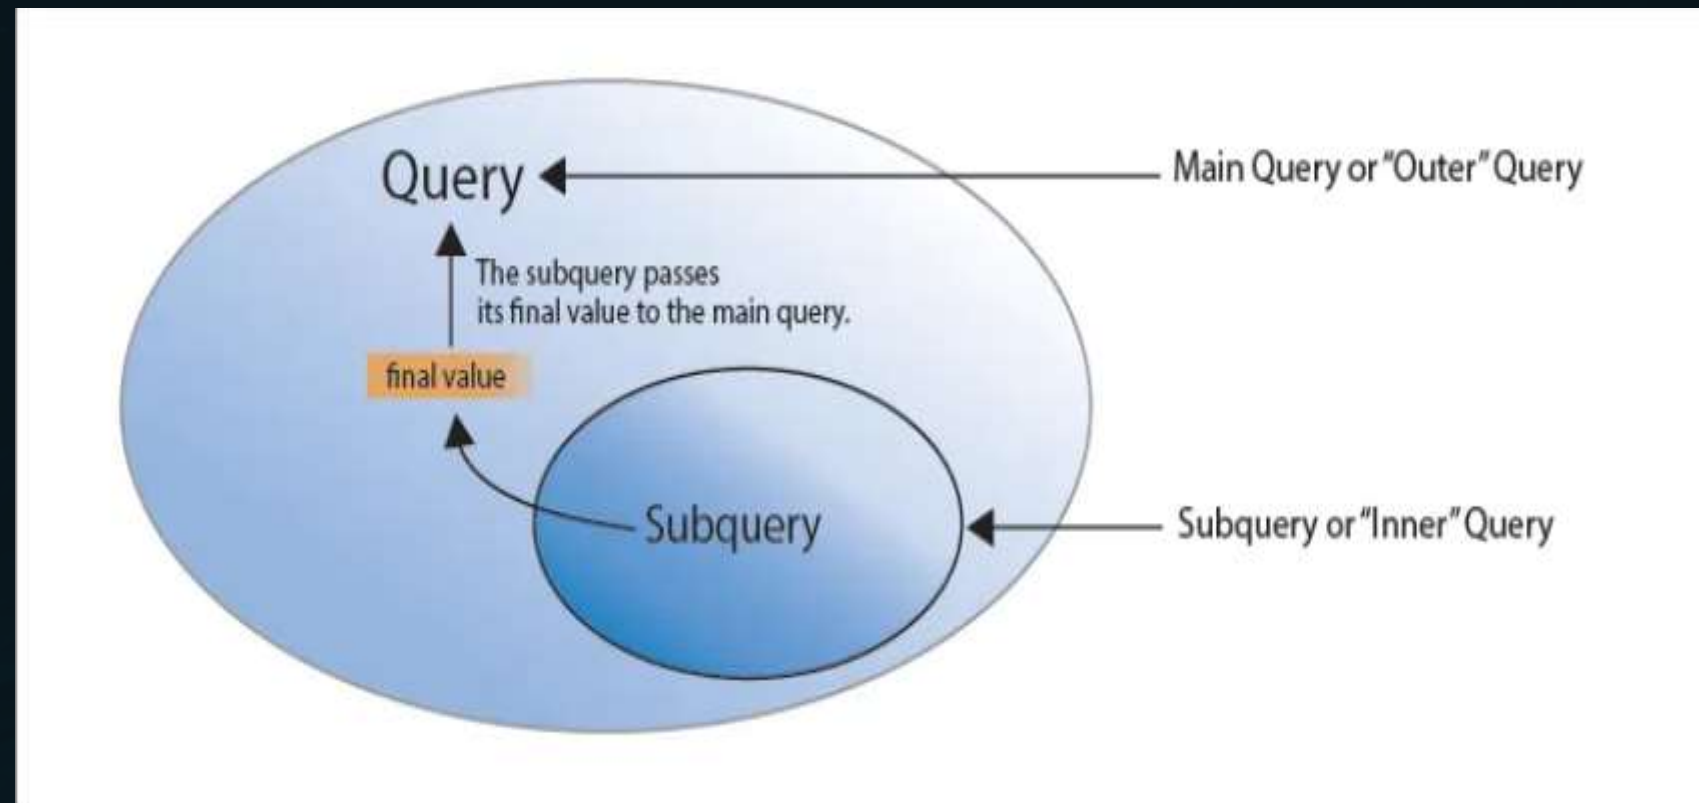 Query
Main Query or "Outer" Query
The subquery passes
its final value to the main query.
final value
Subquery
Subquery or "Inner" Query